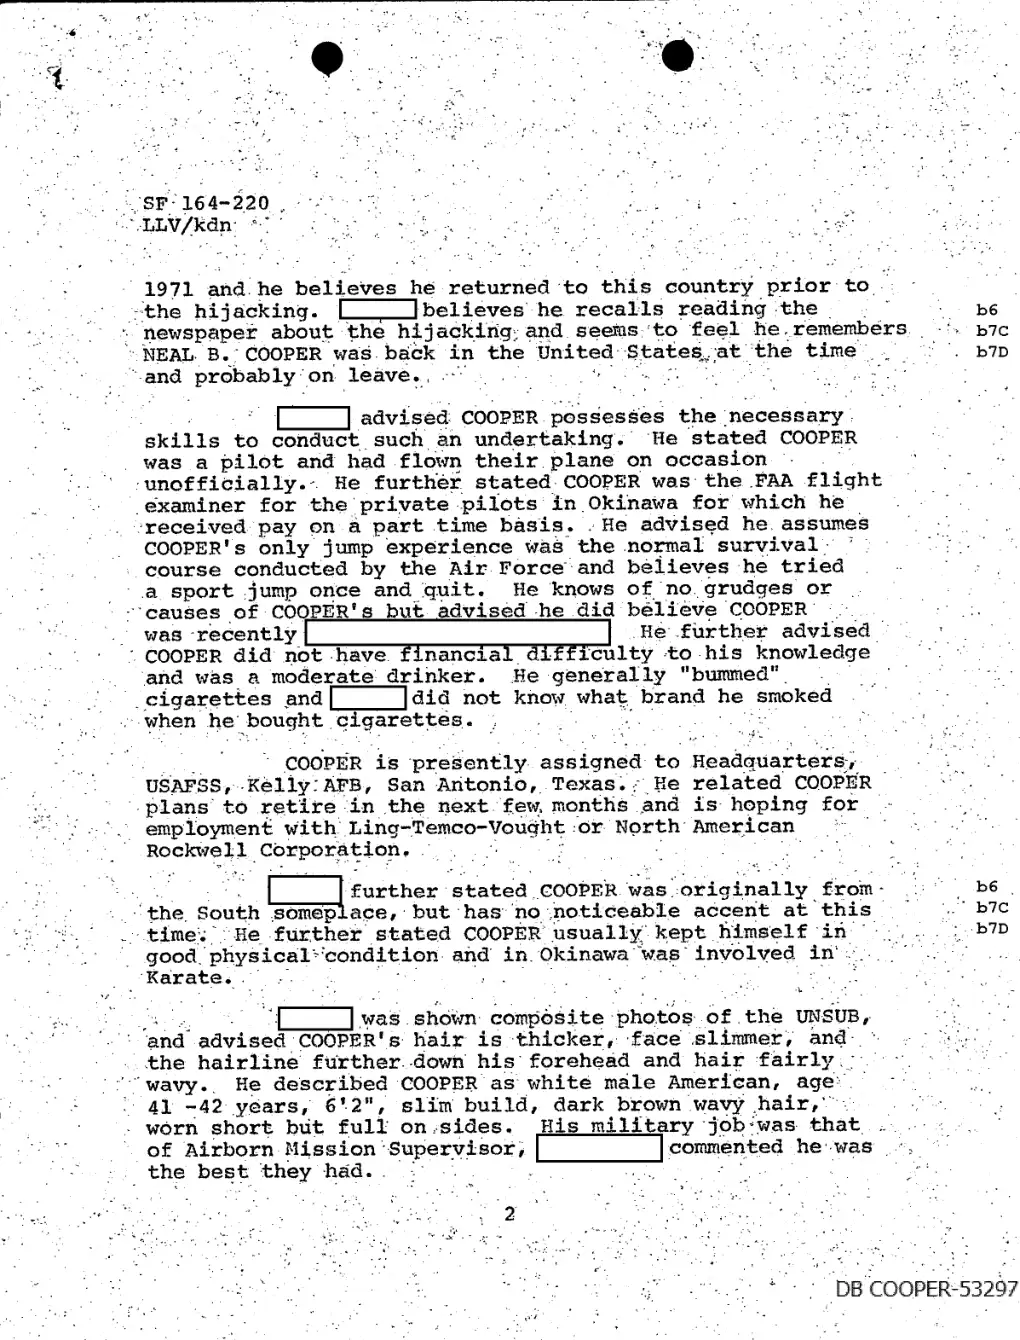 SF 164-220
LLV/kdn
1971 and he believes he returned to this country prior to
the hijacking. believes he recalls reading the b6
newspaper about the hijacking and seems to feel he remembers b7C
NEAL B. COOPER was back in the United States at the time b7D
and probably on leave.
advised COOPER possesses the necessary
skills to conduct such an undertaking. He stated COOPER
was a pilot and had flown their plane on occasion
unofficially. He further stated COOPER was the FAA flight
examiner for the private pilots in Okinawa for which he
received pay on a part time basis. He advised he assumes
COOPER's only jump experience was the normal survival
course conducted by the Air Force and believes he tried
a sport jump once and quit. He knows of no grudges or
causes of COOPER's but advised he did believe COOPER
was recently He further advised
COOPER did not have financial difficulty to his knowledge
and was a moderate drinker. He generally "bummed"
cigarettes and did not know what brand he smoked
when he bought cigarettes.
COOPER is presently assigned to Headquarters,
USAFSS, Kelly AFB, San Antonio, Texas. He related COOPER
plans to retire in the next few months and is hoping for
employment with Ling-Temco-Vought or North American
Rockwell Corporation.
further stated COOPER was originally from b6
the South someplace, but has no noticeable accent at this b7C
time. He further stated COOPER usually kept himself in b7D
good physical condition and in Okinawa was involved in
Karate.
was shown composite photos of the UNSUB,
and advised COOPER's hair is thicker, face slimmer, and
the hairline further down his forehead and hair fairly
wavy. He described COOPER as white male American, age
41 -42 years, 6'2", slim build, dark brown wavy hair,
worn short but full on sides. His military job was that
of Airborn Mission Supervisor, commented he was
the best they had.
2
DB COOPER-53297